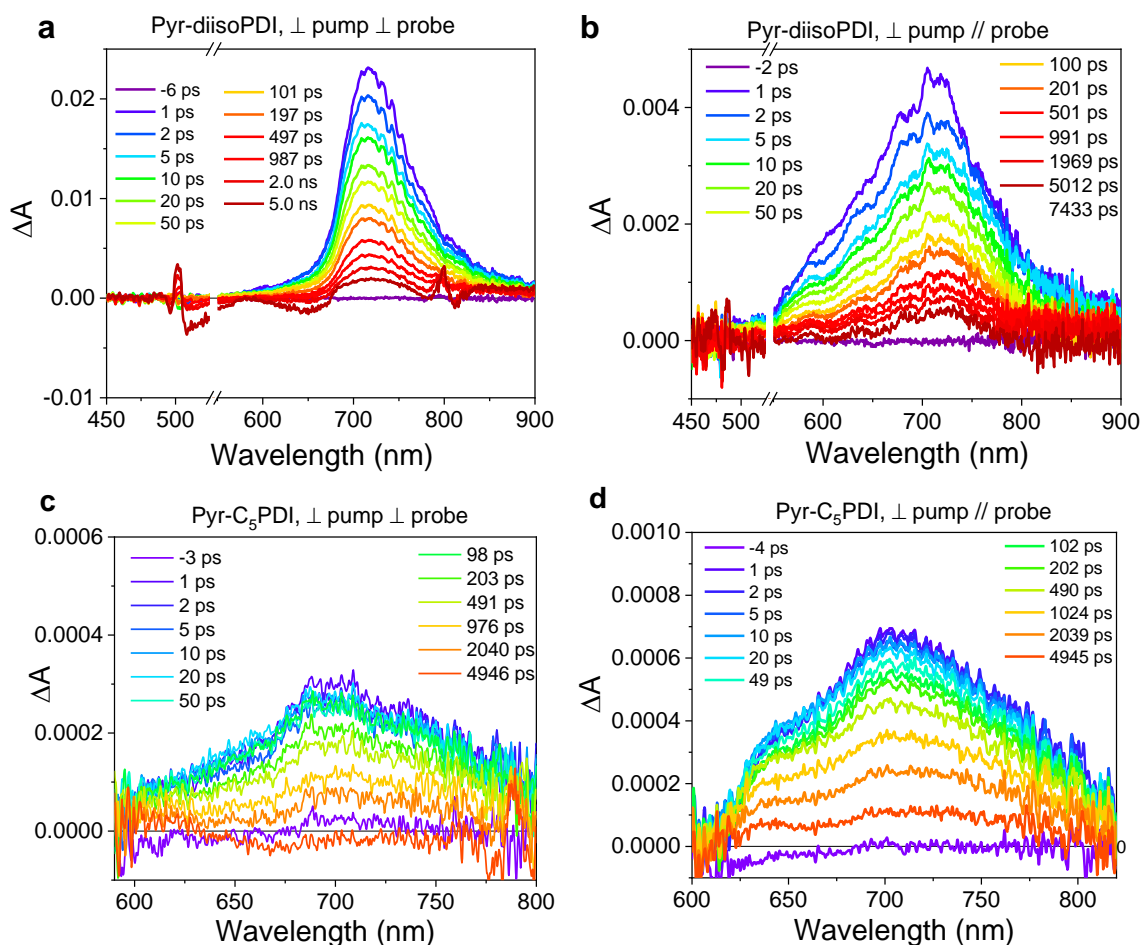 a
Pyr-diisoPDI, ⊥ pump ⊥ probe
-6 ps
1 ps
2 ps
5 ps
10 ps
20 ps
50 ps
101 ps
197 ps
497 ps
987 ps
2.0 ns
5.0 ns
0.02
0.01
0.00
-0.01
ΔA
450 500 600 700 800 900
Wavelength (nm)
b
Pyr-diisoPDI, ⊥ pump // probe
-2 ps
1 ps
2 ps
5 ps
10 ps
20 ps
50 ps
100 ps
201 ps
501 ps
991 ps
1969 ps
5012 ps
7433 ps
0.004
0.002
0.000
ΔA
450 500 600 700 800 900
Wavelength (nm)
c
Pyr-C5PDI, ⊥ pump ⊥ probe
-3 ps
1 ps
2 ps
5 ps
10 ps
20 ps
50 ps
98 ps
203 ps
491 ps
976 ps
2040 ps
4946 ps
0.0006
0.0004
0.0002
0.0000
ΔA
600 650 700 750 800
Wavelength (nm)
d
Pyr-C5PDI, ⊥ pump // probe
-4 ps
1 ps
2 ps
5 ps
10 ps
20 ps
49 ps
102 ps
202 ps
490 ps
1024 ps
2039 ps
4945 ps
0.0010
0.0008
0.0006
0.0004
0.0002
0.0000
0
ΔA
600 650 700 750 800
Wavelength (nm)